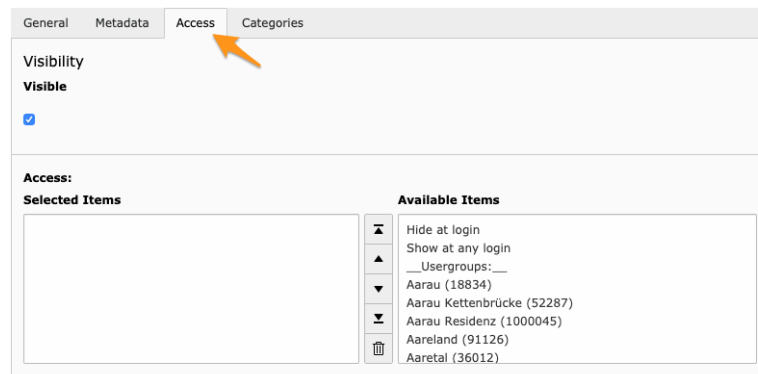 General Metadata Access Categories
Visibility
Visible
Access:
Selected Items
Available Items
Hide at login
Show at any login
__Usergroups:__
Aarau (18834)
Aarau Kettenbrücke (52287)
Aarau Residenz (1000045)
Aareland (91126)
Aaretal (36012)